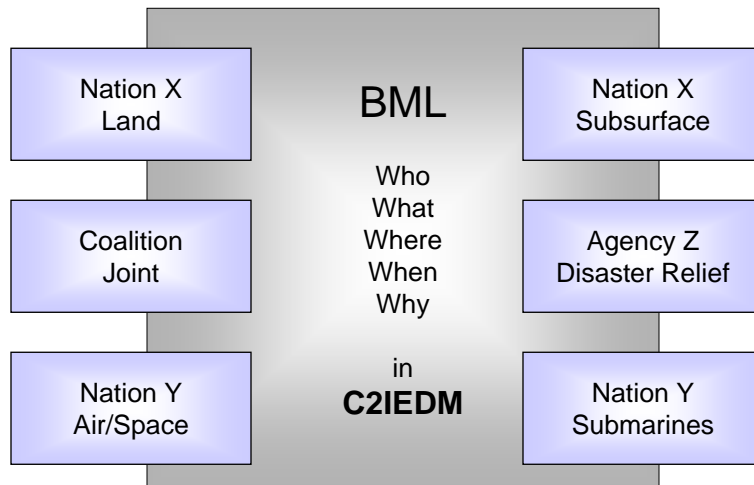 Nation X
Land
Coalition
Joint
Nation Y
Air/Space
BML
Who
What
Where
When
Why
in
C2IEDM
Nation X
Subsurface
Agency Z
Disaster Relief
Nation Y
Submarines